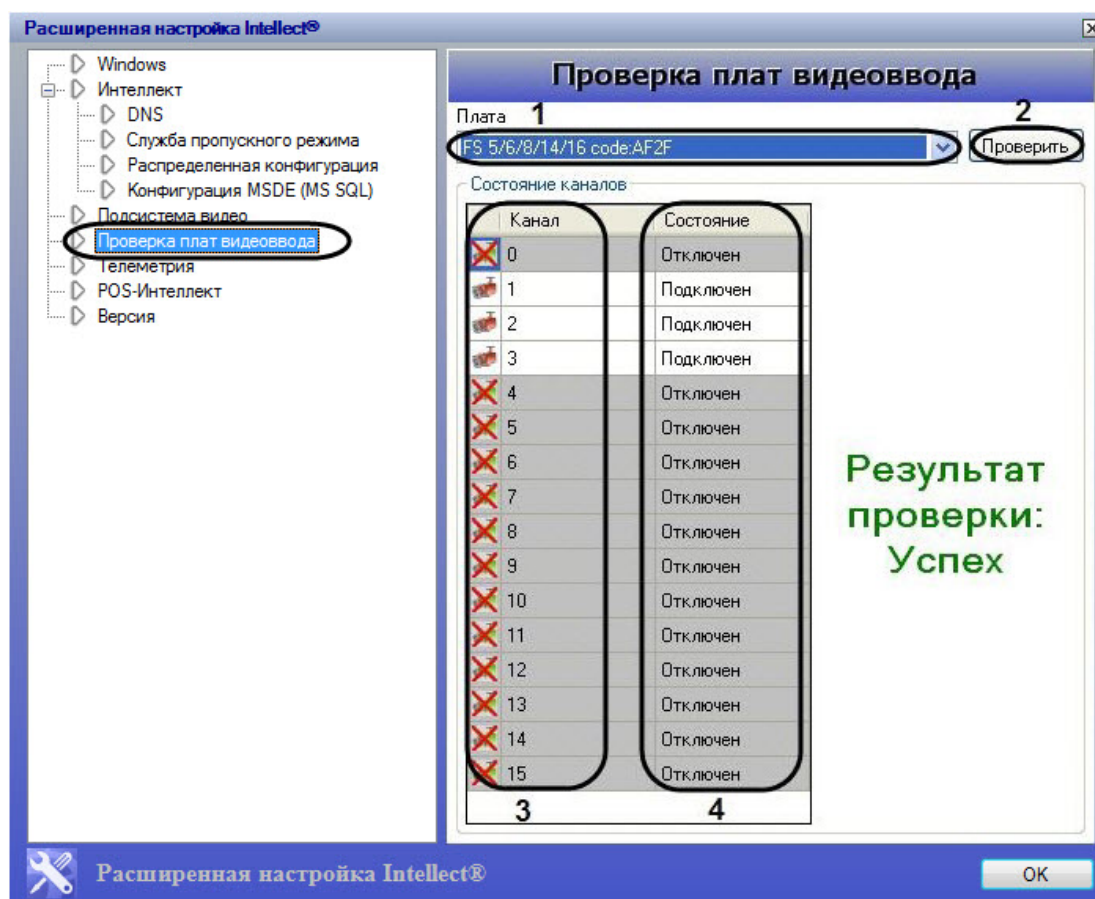 Расширенная настройка Intellect®
Windows
Интеллект
DNS
Служба пропускного режима
Распределенная конфигурация
Конфигурация MSDE (MS SQL)
Подсистема видео
Проверка плат видеоввода
Телеметрия
POS-Интеллект
Версия
Проверка плат видеоввода
Плата 1 2
FS 5/6/8/14/16 code:AF2F Проверить
Состояние каналов
Канал Состояние
0 Отключен
1 Подключен
2 Подключен
3 Подключен
4 Отключен
5 Отключен
6 Отключен
7 Отключен
8 Отключен
9 Отключен
10 Отключен
11 Отключен
12 Отключен
13 Отключен
14 Отключен
15 Отключен
3 4
Результат
проверки:
Успех
Расширенная настройка Intellect®
OK